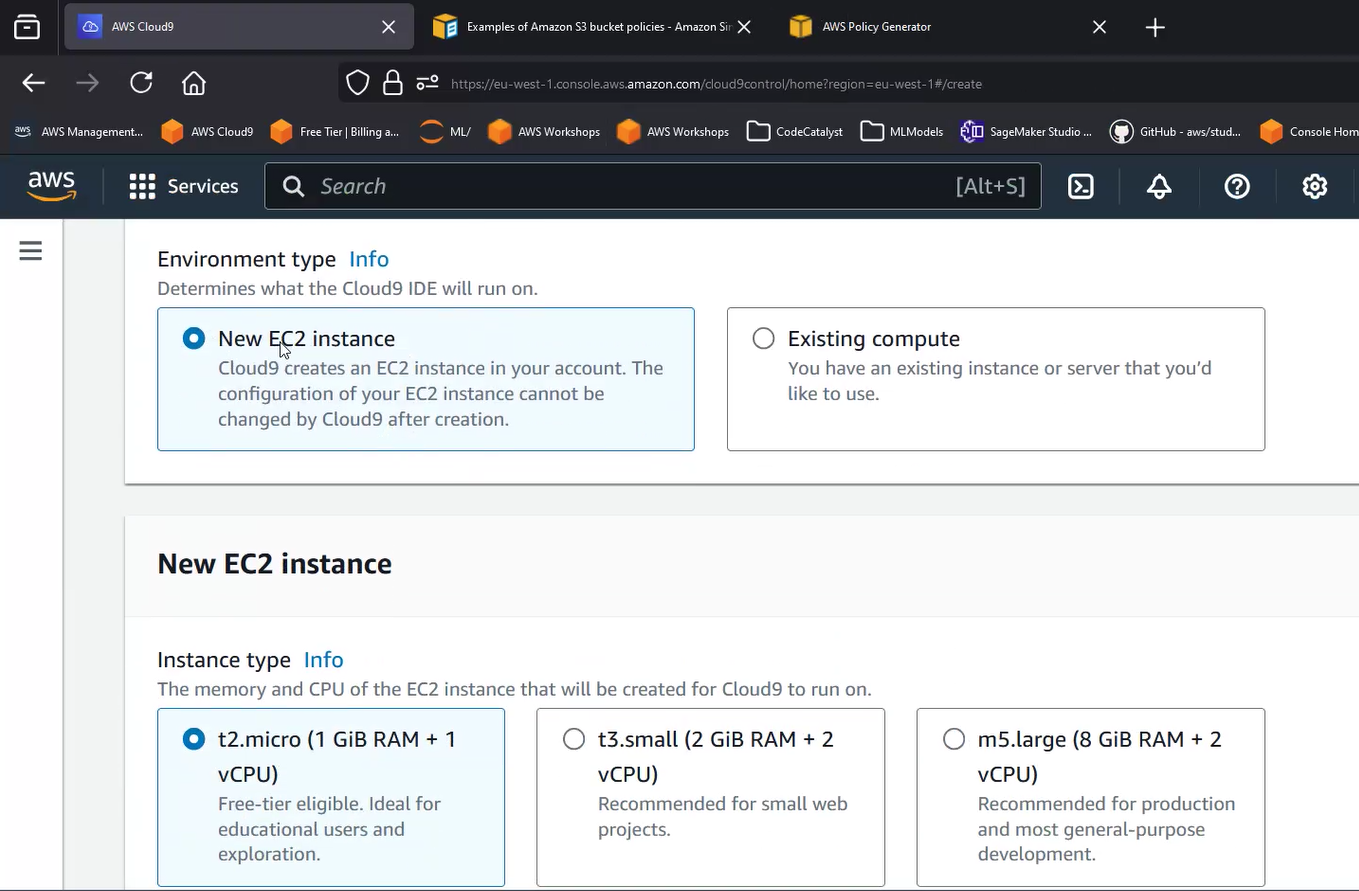 AWS Cloud9
Examples of Amazon S3 bucket policies - Amazon Sir
AWS Policy Generator
https://eu-west-1.console.aws.amazon.com/cloud9control/home?region=eu-west-1#/create
aws AWS Management...
AWS Cloud9
Free Tier | Billing a...
ML/
AWS Workshops
AWS Workshops
CodeCatalyst
MLModels
SageMaker Studio ...
GitHub - aws/stud...
Console Hom
aws
Services
Search
[Alt+S]
Environment type Info
Determines what the Cloud9 IDE will run on.
New EC2 instance
Cloud9 creates an EC2 instance in your account. The
configuration of your EC2 instance cannot be
changed by Cloud9 after creation.
Existing compute
You have an existing instance or server that you'd
like to use.
New EC2 instance
Instance type Info
The memory and CPU of the EC2 instance that will be created for Cloud9 to run on.
t2.micro (1 GiB RAM + 1
vCPU)
Free-tier eligible. Ideal for
educational users and
exploration.
t3.small (2 GiB RAM + 2
vCPU)
Recommended for small web
projects.
m5.large (8 GiB RAM + 2
vCPU)
Recommended for production
and most general-purpose
development.